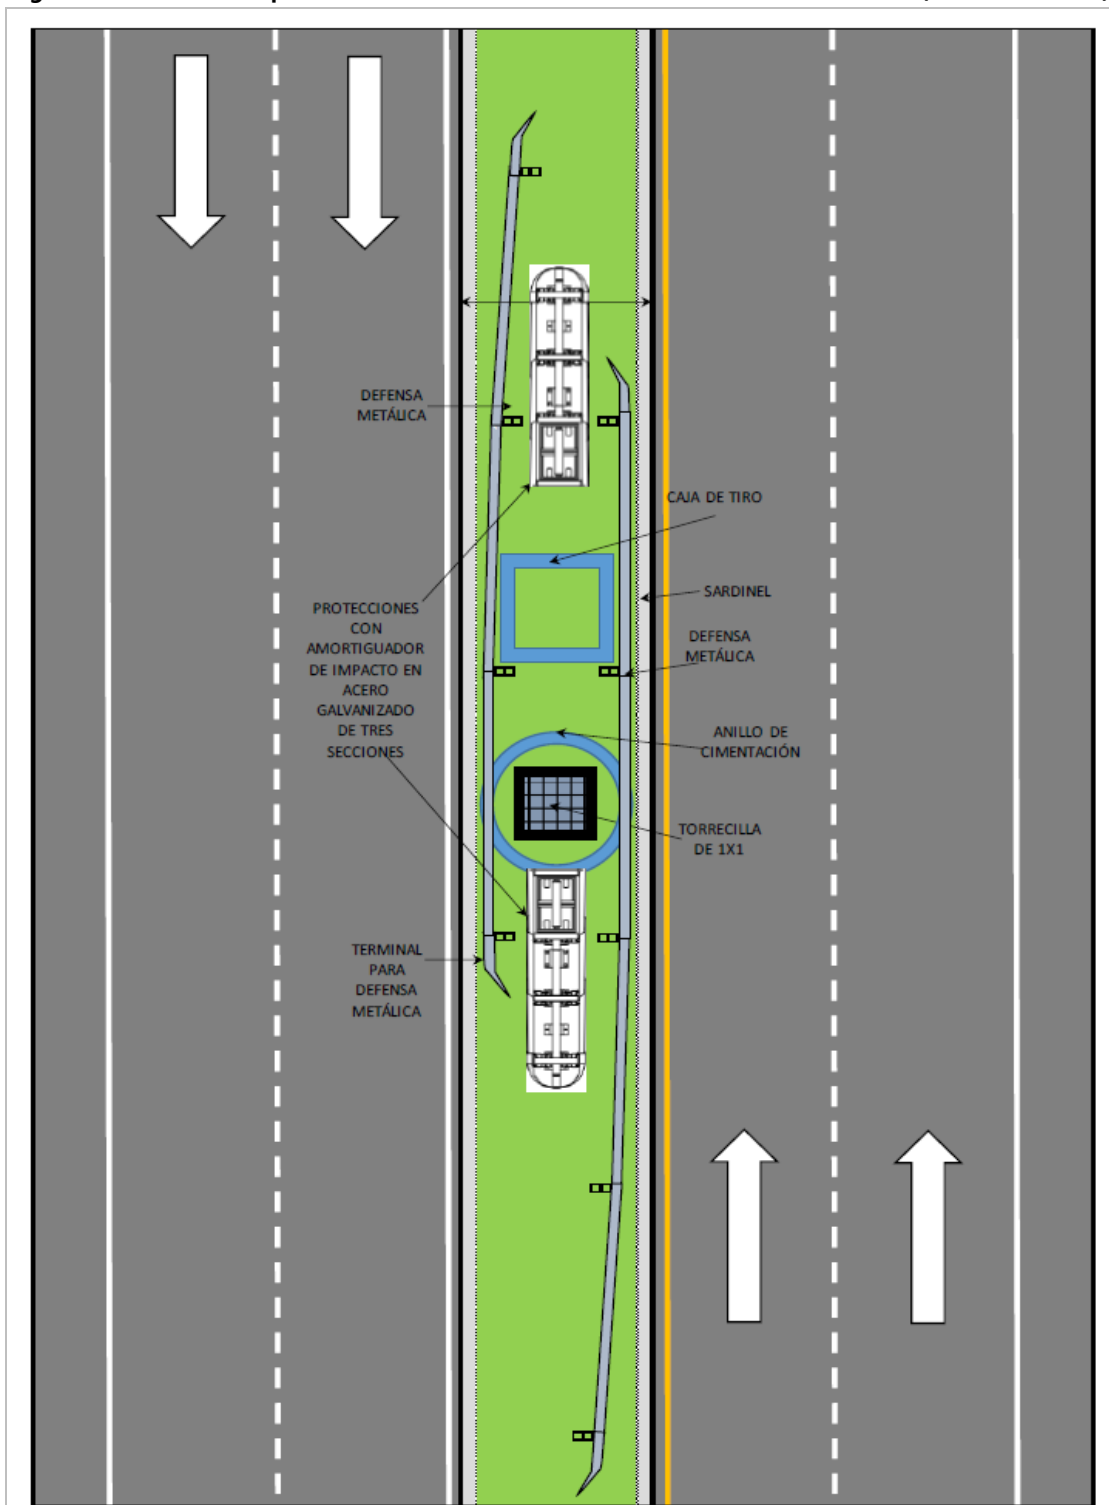 DEFENSA
METÁLICA
CAJA DE TIRO
SARDINEL
PROTECCIONES
CON
AMORTIGUADOR
DE IMPACTO EN
ACERO
GALVANIZADO
DE TRES
SECCIONES
DEFENSA
METÁLICA
ANILLO DE
CIMENTACIÓN
TORRECILLA
DE 1X1
TERMINAL
PARA
DEFENSA
METÁLICA